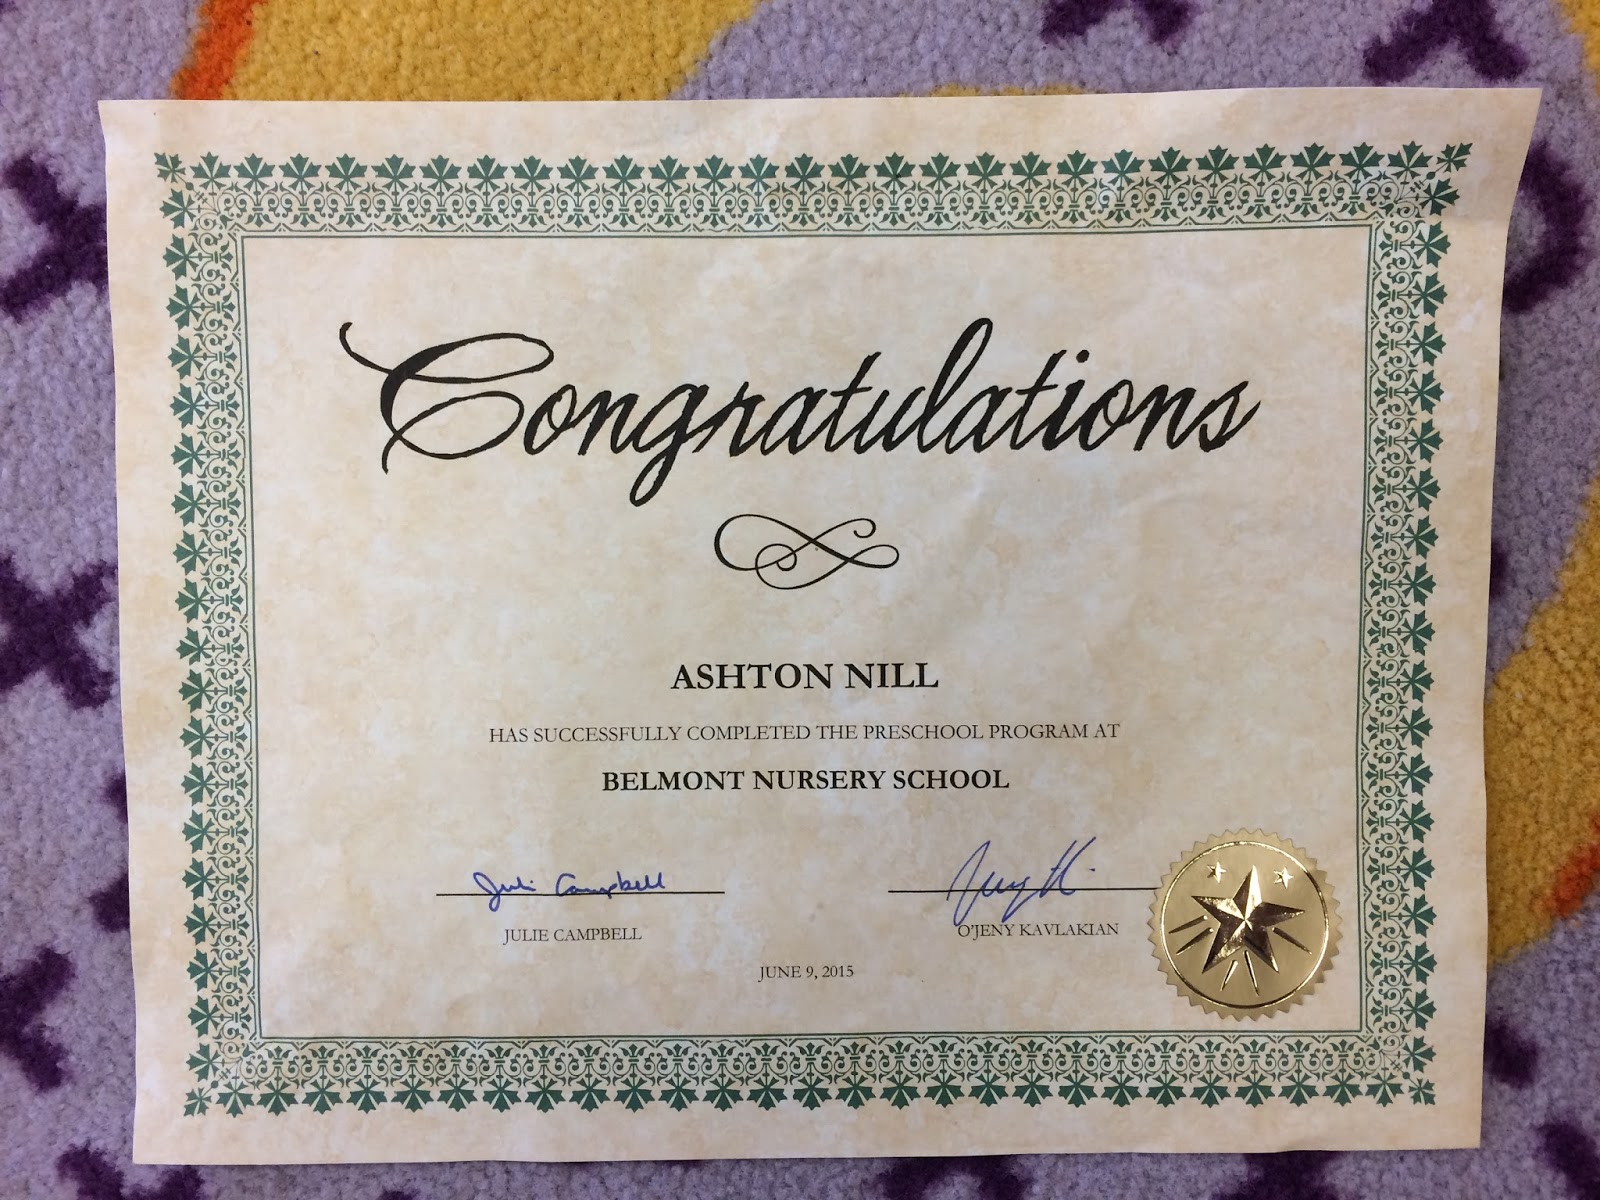 Congratulations
ASHTON NILL
HAS SUCCESSFULLY COMPLETED THE PRESCHOOL PROGRAM AT
BELMONT NURSERY SCHOOL
Juli Campbell
JULIE CAMPBELL
O'JENY KAVLAKIAN
JUNE 9, 2015